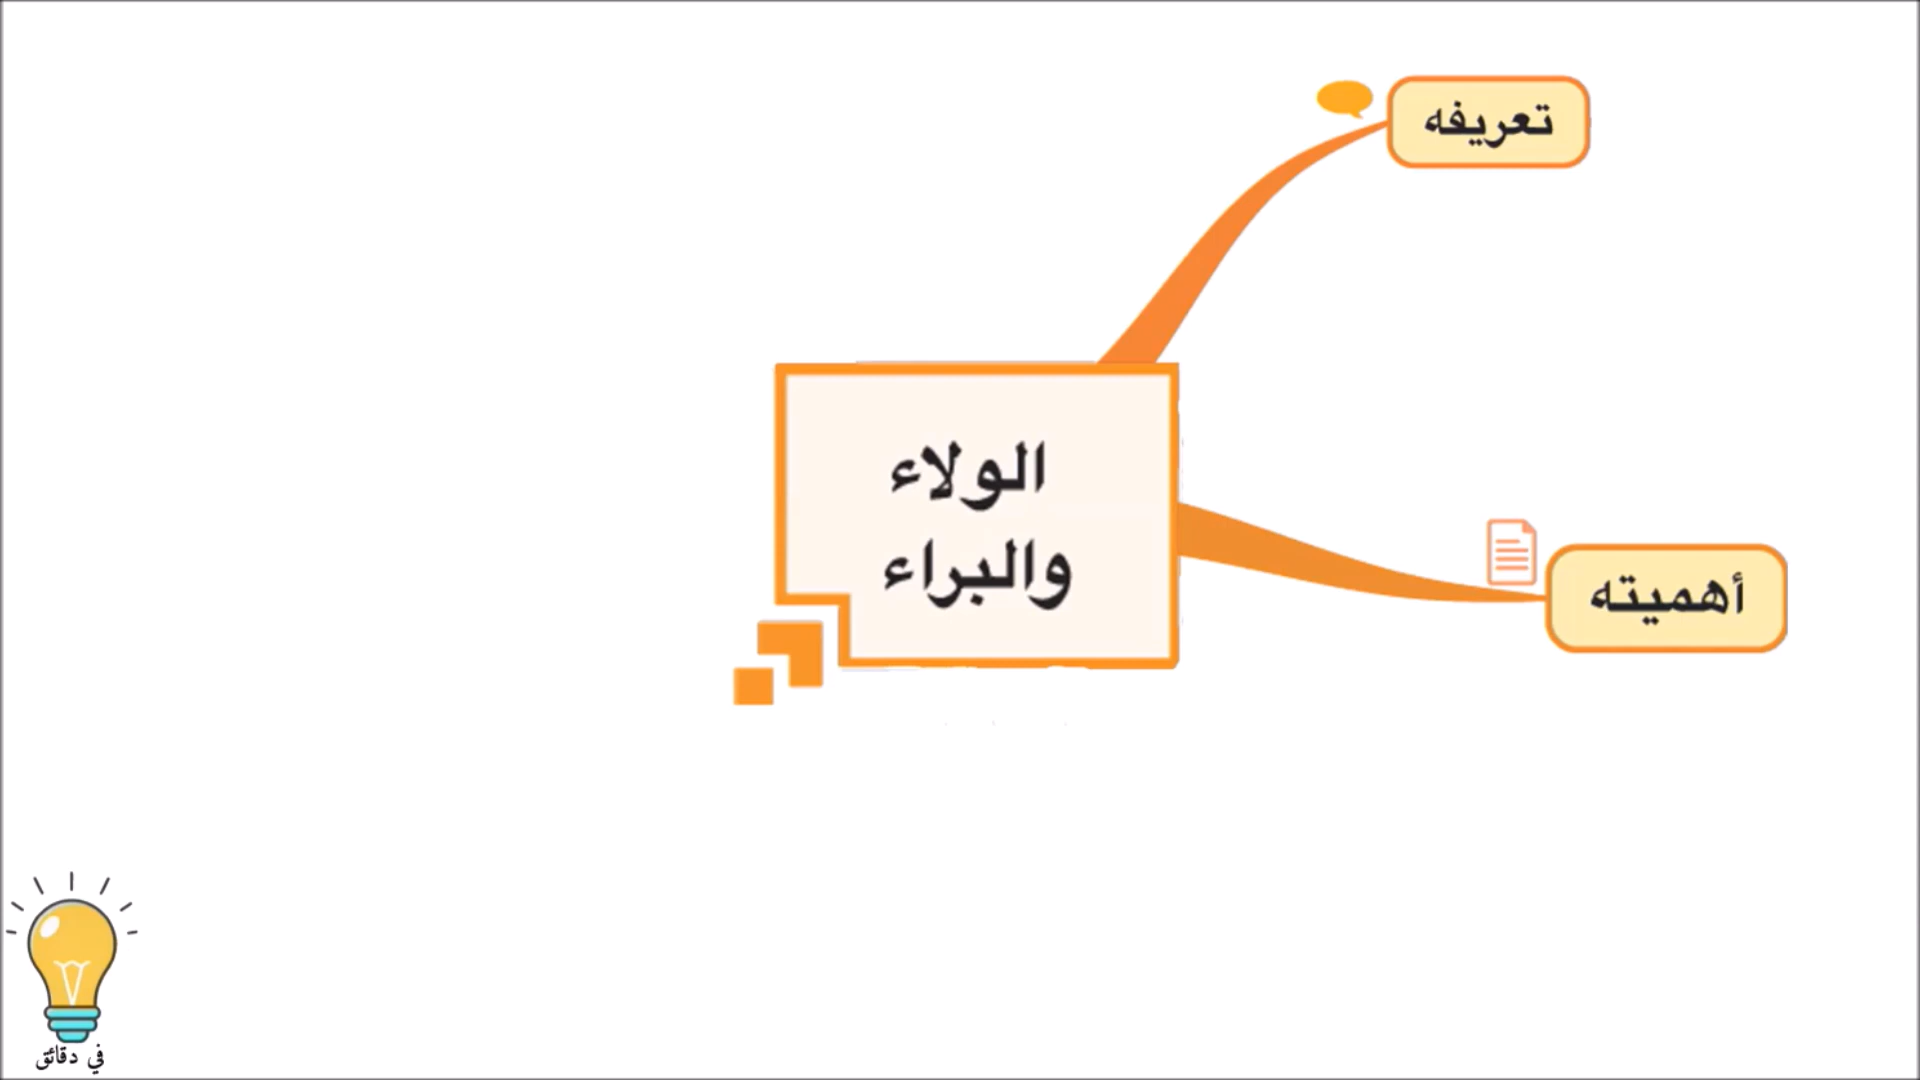 تعريفه
الولاء
والبراء
أهميته
في دقائق